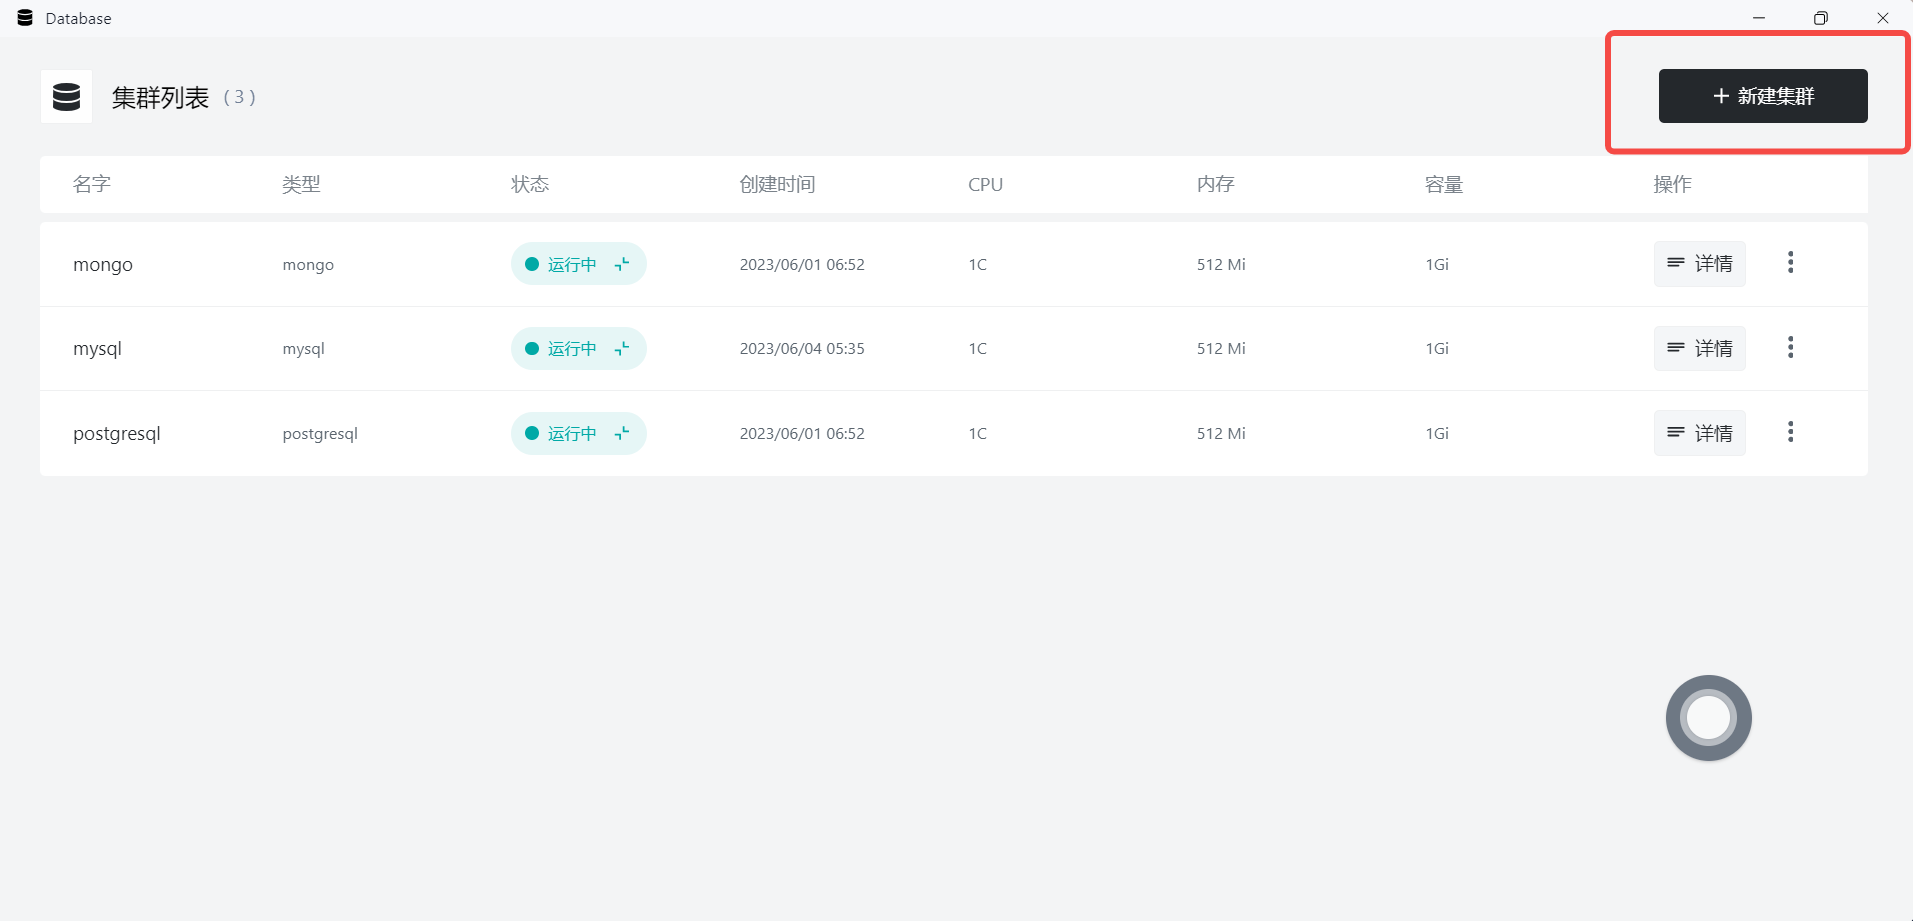 Database
集群列表 ( 3 )
+ 新建集群
名字 类型 状态 创建时间 CPU 内存 容量 操作
mongo mongo 运行中 2023/06/01 06:52 1C 512 Mi 1Gi 详情
mysql mysql 运行中 2023/06/04 05:35 1C 512 Mi 1Gi 详情
postgresql postgresql 运行中 2023/06/01 06:52 1C 512 Mi 1Gi 详情